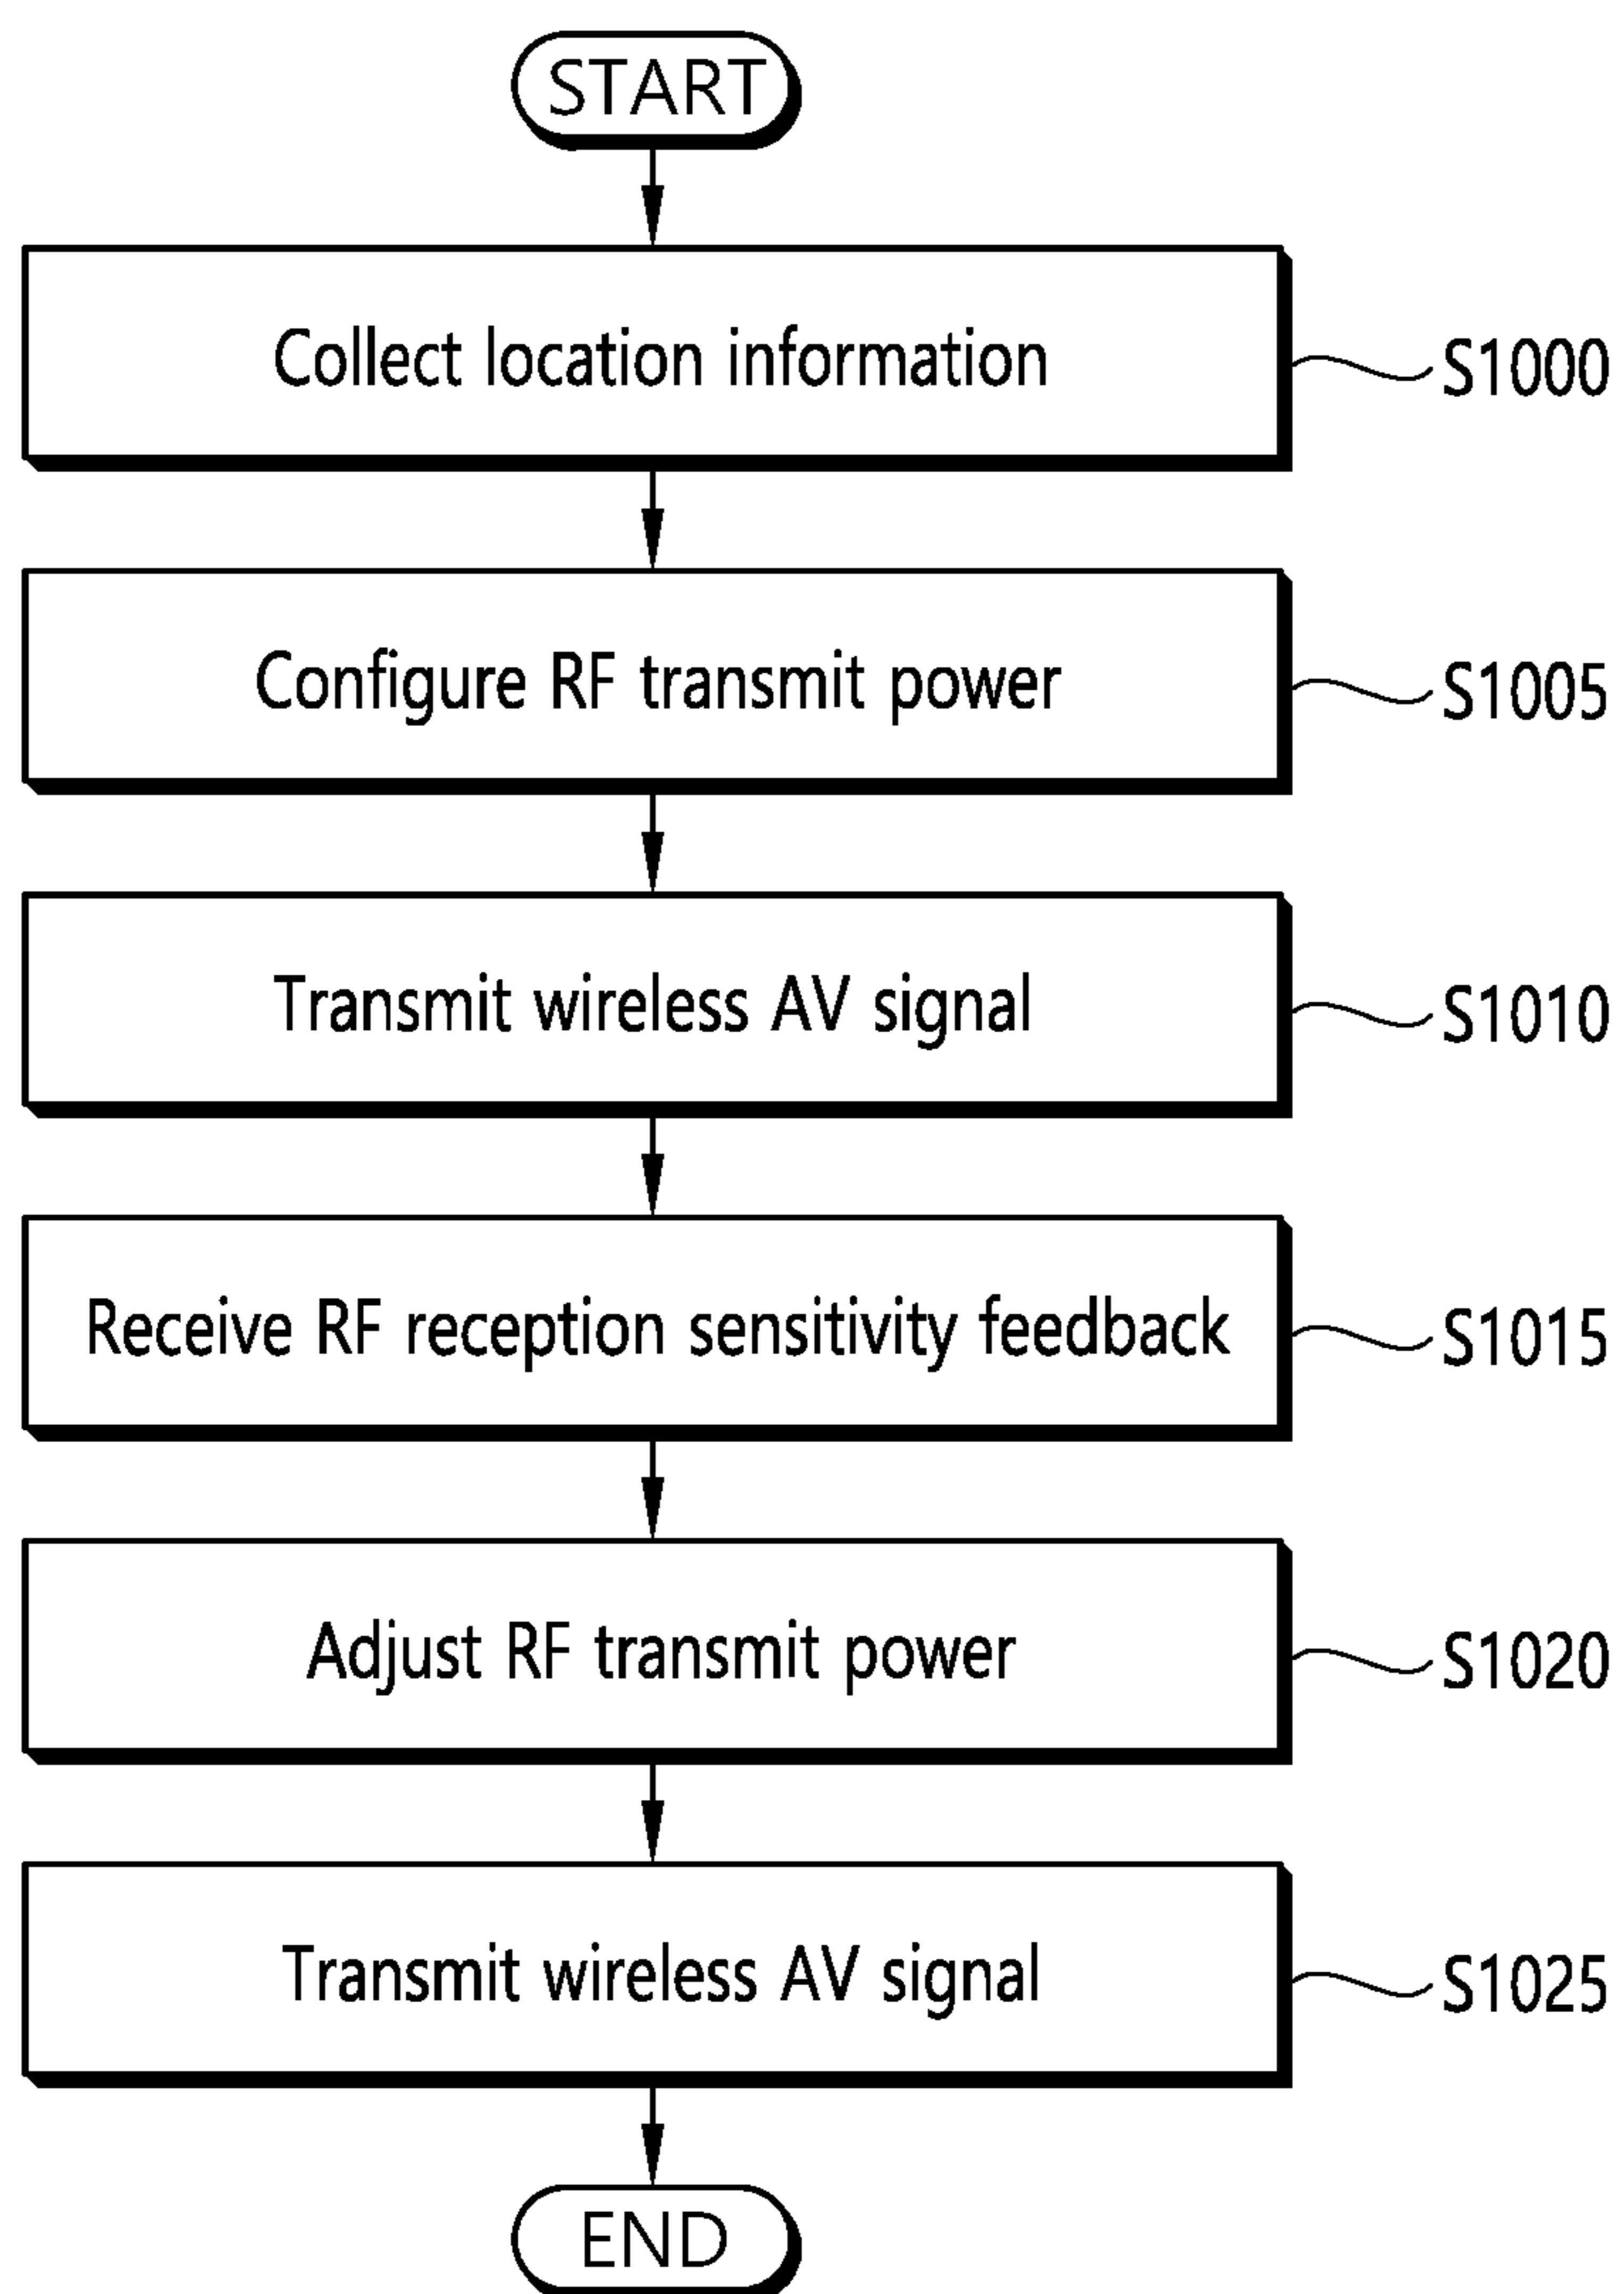 START
Collect location information
S1000
Configure RF transmit power
S1005
Transmit wireless AV signal
S1010
Receive RF reception sensitivity feedback
S1015
Adjust RF transmit power
S1020
Transmit wireless AV signal
S1025
END